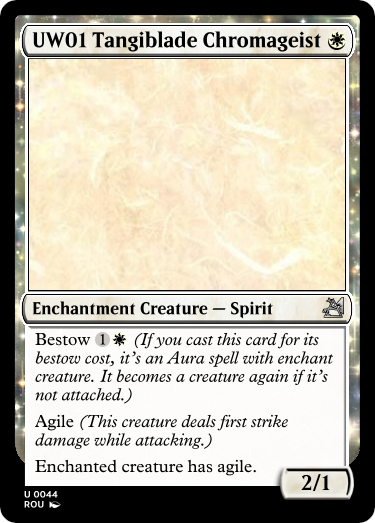 UW01 Tangiblade Chromageist
Enchantment Creature — Spirit
Bestow 1 (If you cast this card for its
bestow cost, it's an Aura spell with enchant
creature. It becomes a creature again if it's
not attached.)
Agile (This creature deals first strike
damage while attacking.)
Enchanted creature has agile.
2/1
U 0044
ROU